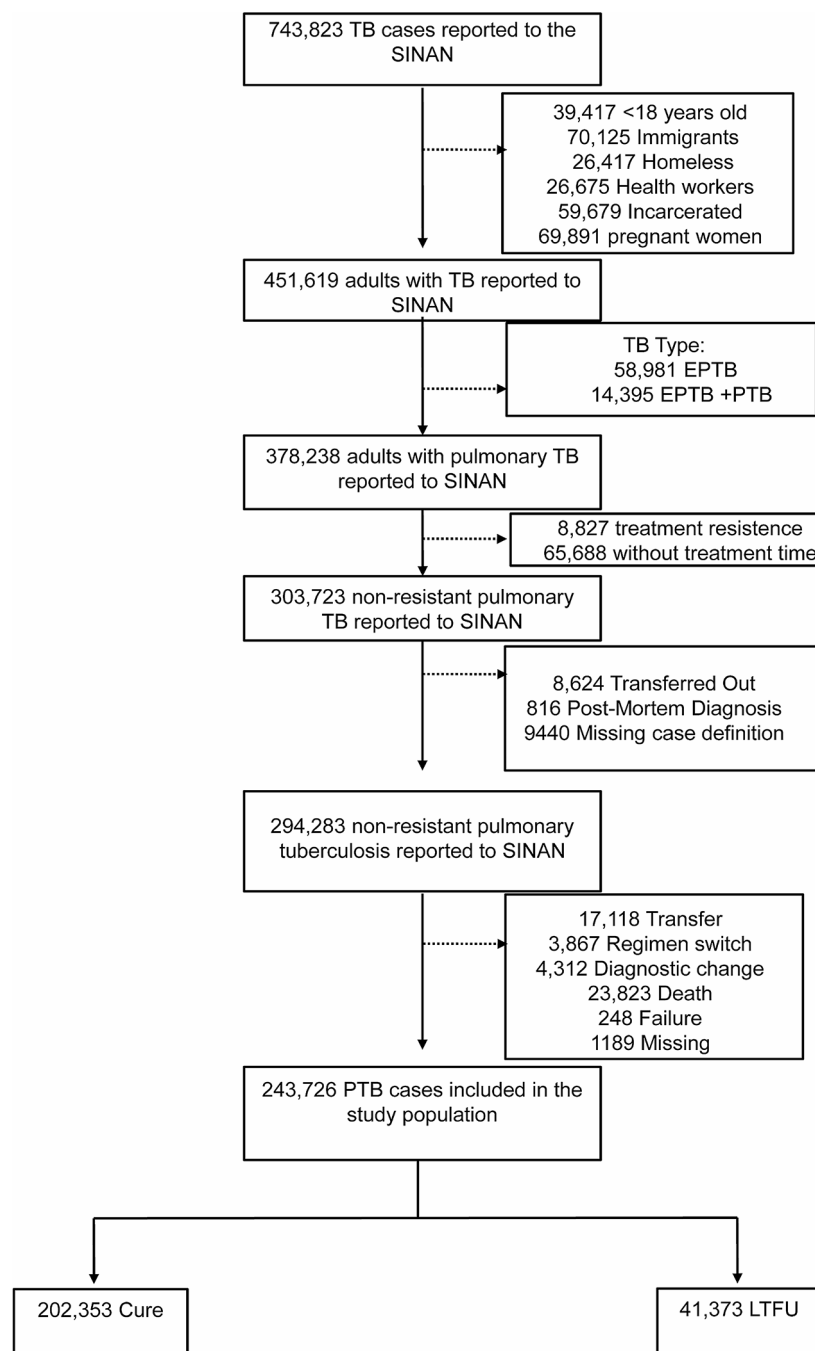 743,823 TB cases reported to the
SINAN
39,417 <18 years old
70,125 Immigrants
26,417 Homeless
26,675 Health workers
59,679 Incarcerated
69,891 pregnant women
451,619 adults with TB reported to
SINAN
TB Type:
58,981 EPTB
14,395 EPTB +PTB
378,238 adults with pulmonary TB
reported to SINAN
8,827 treatment resistence
65,688 without treatment time
303,723 non-resistant pulmonary
TB reported to SINAN
8,624 Transferred Out
816 Post-Mortem Diagnosis
9440 Missing case definition
294,283 non-resistant pulmonary
tuberculosis reported to SINAN
17,118 Transfer
3,867 Regimen switch
4,312 Diagnostic change
23,823 Death
248 Failure
1189 Missing
243,726 PTB cases included in the
study population
202,353 Cure
41,373 LTFU